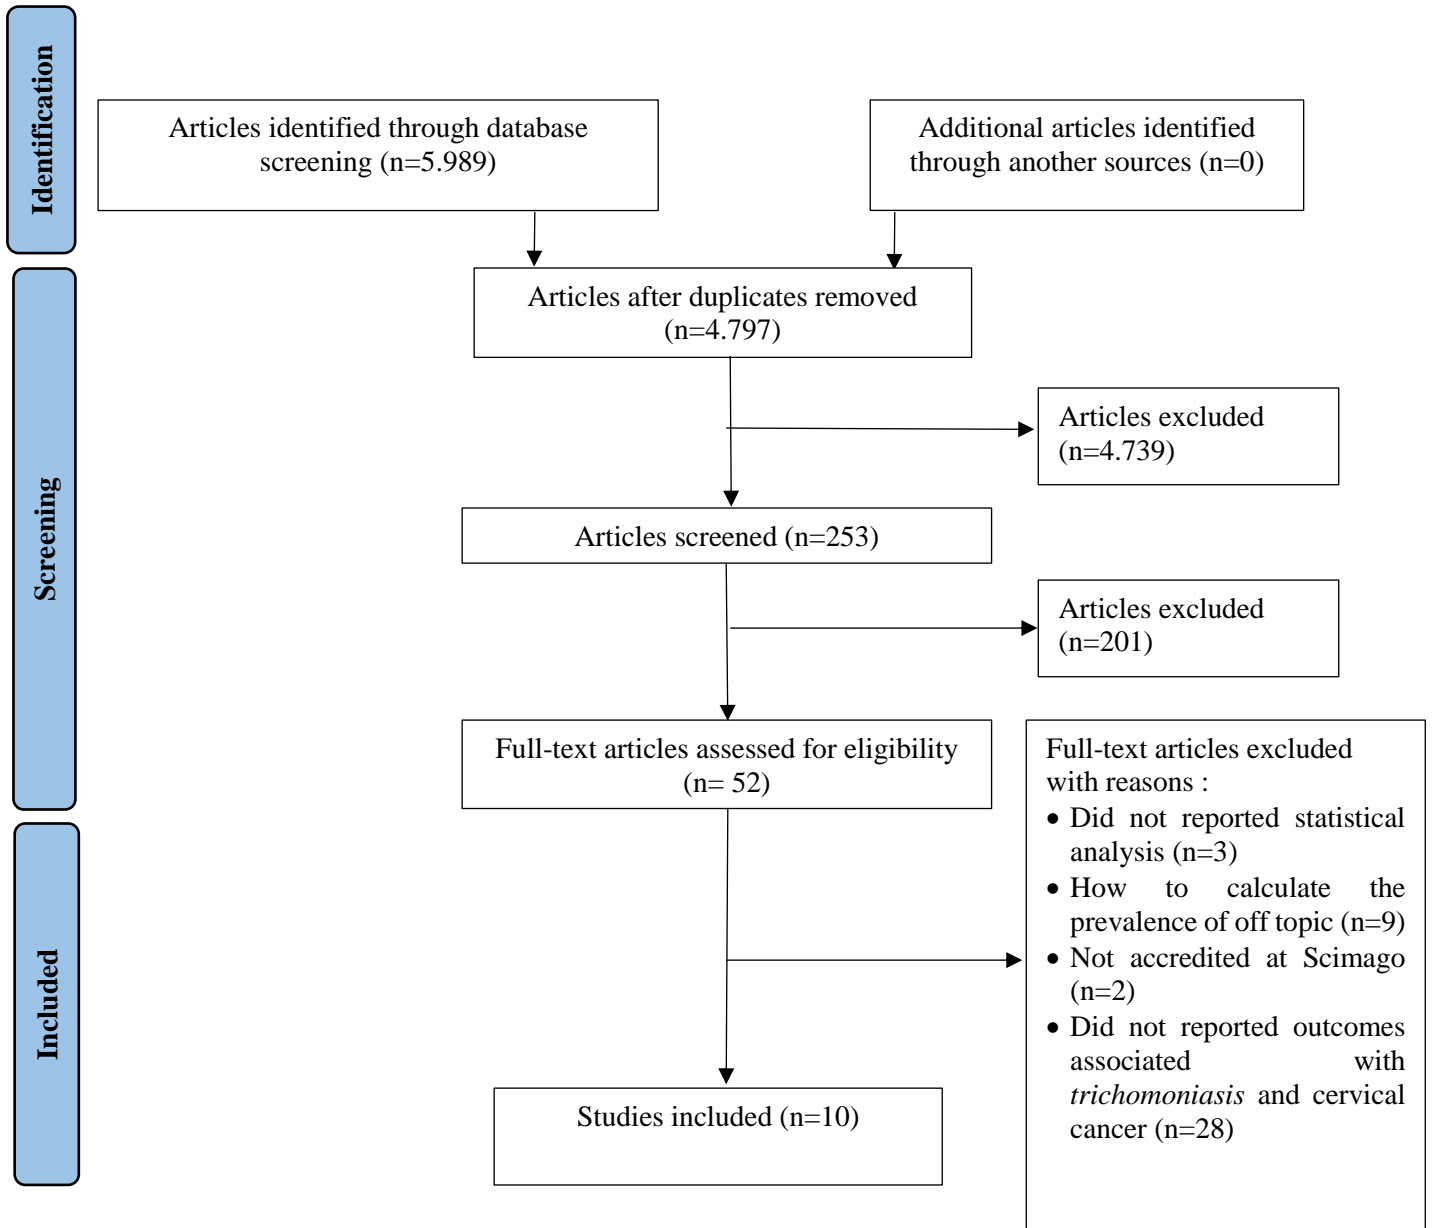 Identification
Articles identified through database
screening (n=5.989)
Additional articles identified
through another sources (n=0)
Screening
Articles after duplicates removed
(n=4.797)
Articles excluded
(n=4.739)
Articles screened (n=253)
Articles excluded
(n=201)
Full-text articles assessed for eligibility
(n= 52)
Full-text articles excluded
with reasons :
• Did not reported statistical
analysis (n=3)
• How to calculate the
prevalence of off topic (n=9)
• Not accredited at Scimago
(n=2)
• Did not reported outcomes
associated with
trichomoniasis and cervical
cancer (n=28)
Included
Studies included (n=10)